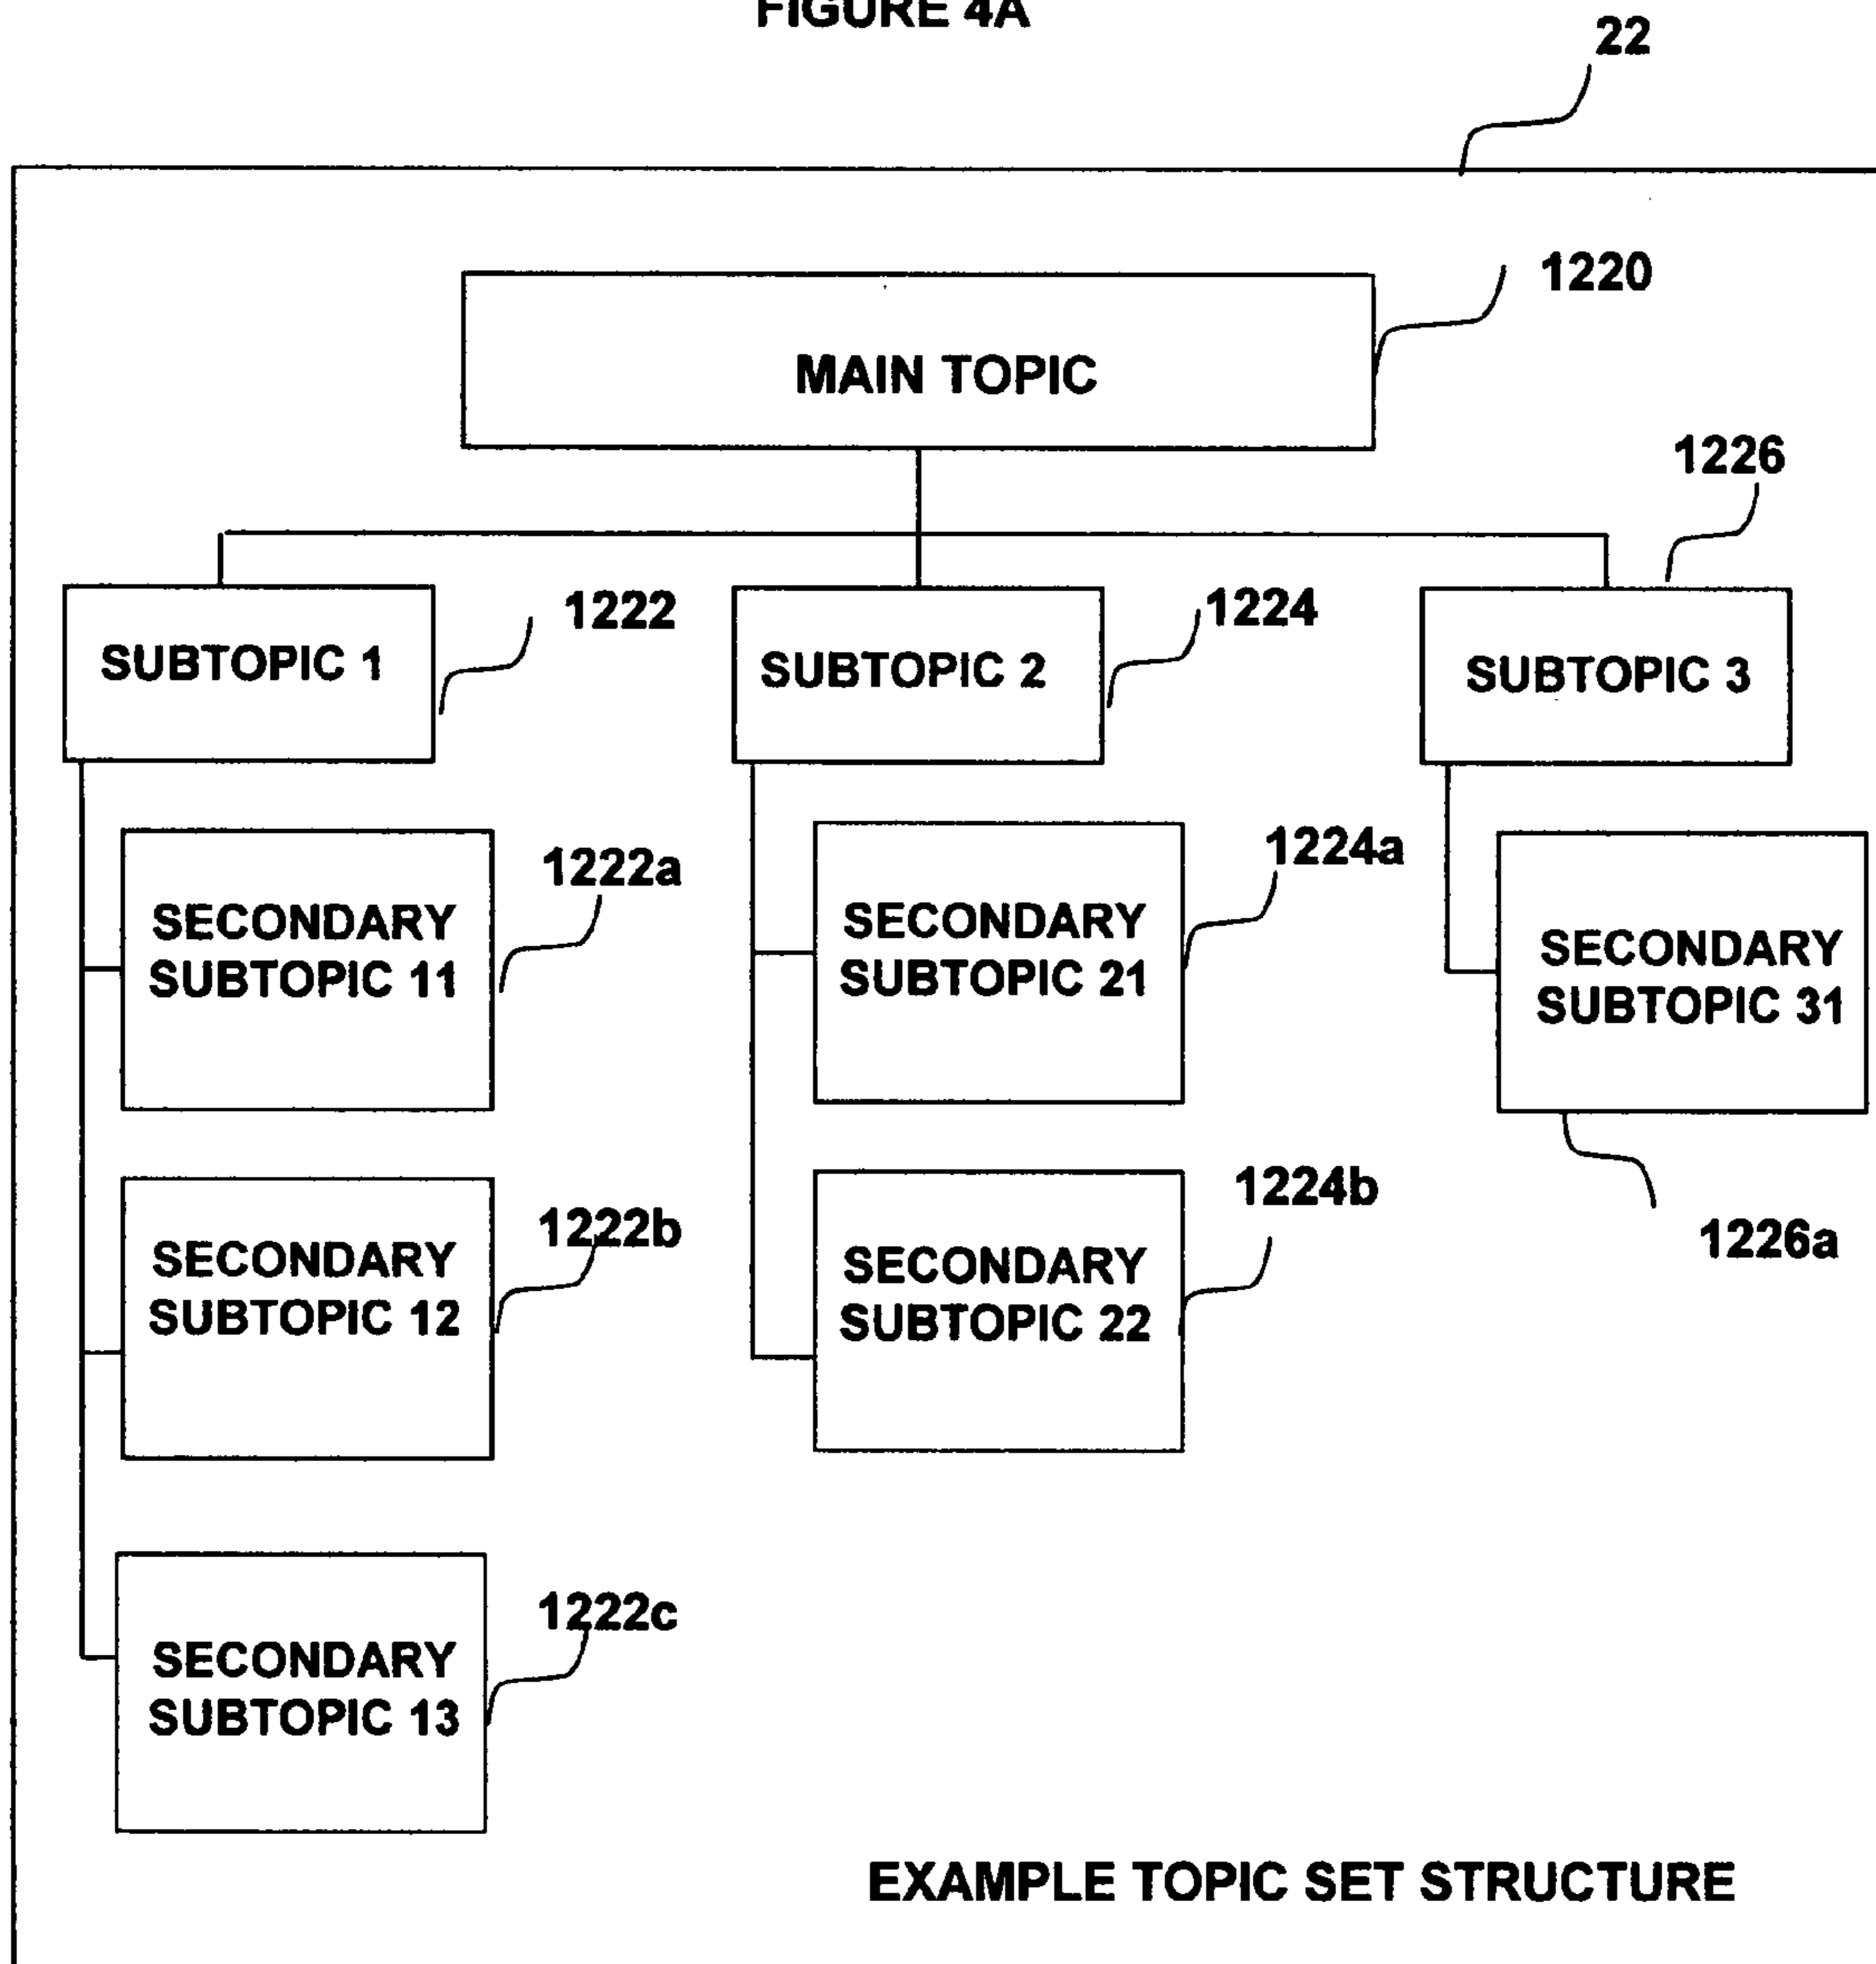 FIGURE 4A
22
1220
MAIN TOPIC
1226
1222
1224
SUBTOPIC 1
SUBTOPIC 2
SUBTOPIC 3
1222a
1224a
SECONDARY
SUBTOPIC 11
SECONDARY
SUBTOPIC 21
SECONDARY
SUBTOPIC 31
1222b
1224b
1226a
SECONDARY
SUBTOPIC 12
SECONDARY
SUBTOPIC 22
1222c
SECONDARY
SUBTOPIC 13
EXAMPLE TOPIC SET STRUCTURE